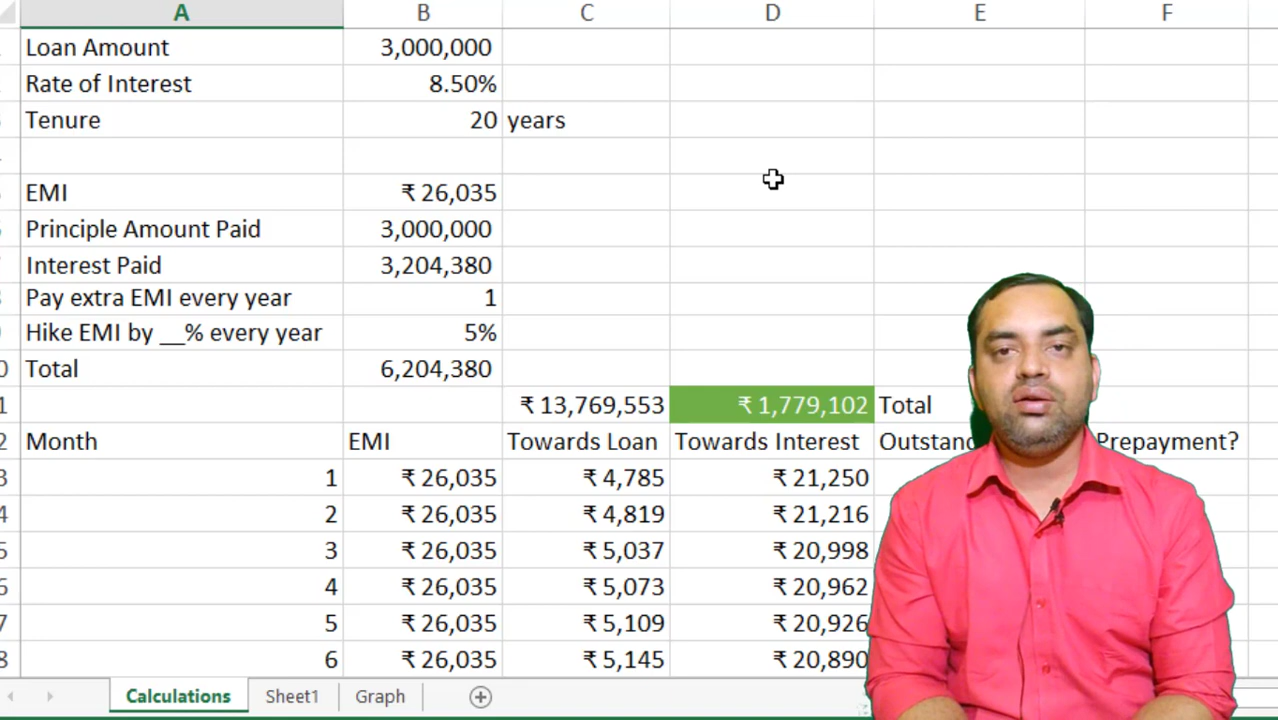 A B C D E F
Loan Amount 3,000,000
Rate of Interest 8.50%
Tenure 20 years
EMI ₹ 26,035
Principle Amount Paid 3,000,000
Interest Paid 3,204,380
Pay extra EMI every year 1
Hike EMI by __% every year 5%
Total 6,204,380
₹ 13,769,553 ₹ 1,779,102 Total
Month EMI Towards Loan Towards Interest Prepayment?
1 ₹ 26,035 ₹ 4,785 ₹ 21,250
2 ₹ 26,035 ₹ 4,819 ₹ 21,216
3 ₹ 26,035 ₹ 5,037 ₹ 20,998
4 ₹ 26,035 ₹ 5,073 ₹ 20,962
5 ₹ 26,035 ₹ 5,109 ₹ 20,926
6 ₹ 26,035 ₹ 5,145 ₹ 20,890
Calculations Sheet1 Graph